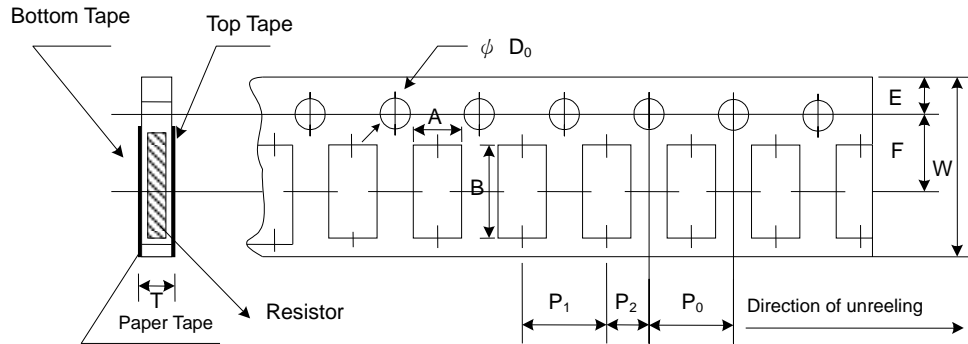 Bottom Tape
Top Tape
ϕ D₀
E
A
F
W
B
T
P₁
P₂
P₀
Direction of unreeling
Resistor
Paper Tape